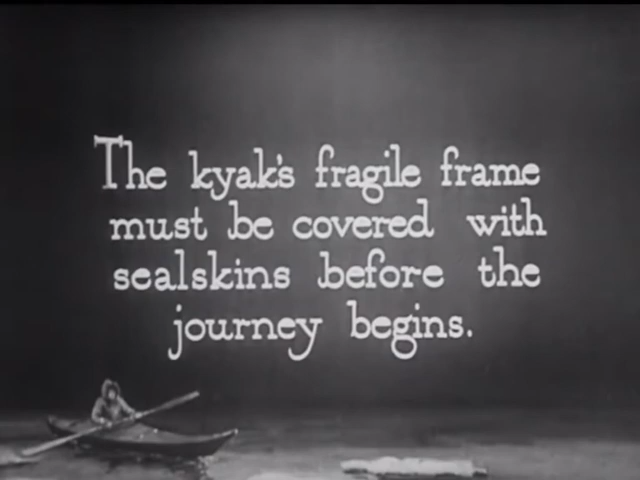 The kyak's fragile frame
must be covered with
sealskins before the
journey begins.